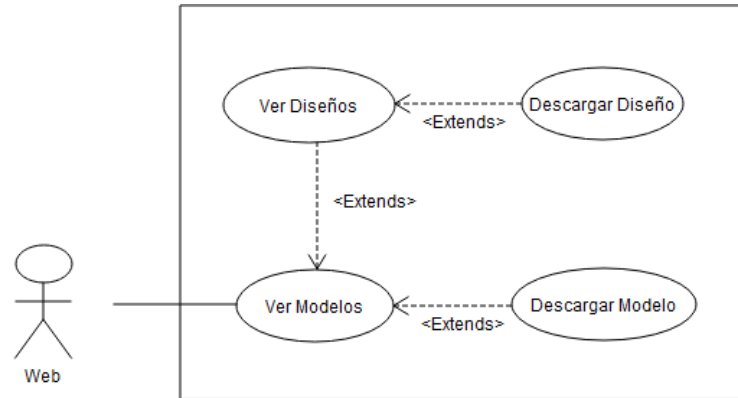 Ver Diseños
Descargar Diseño
<Extends>
<Extends>
Ver Modelos
Descargar Modelo
<Extends>
Web